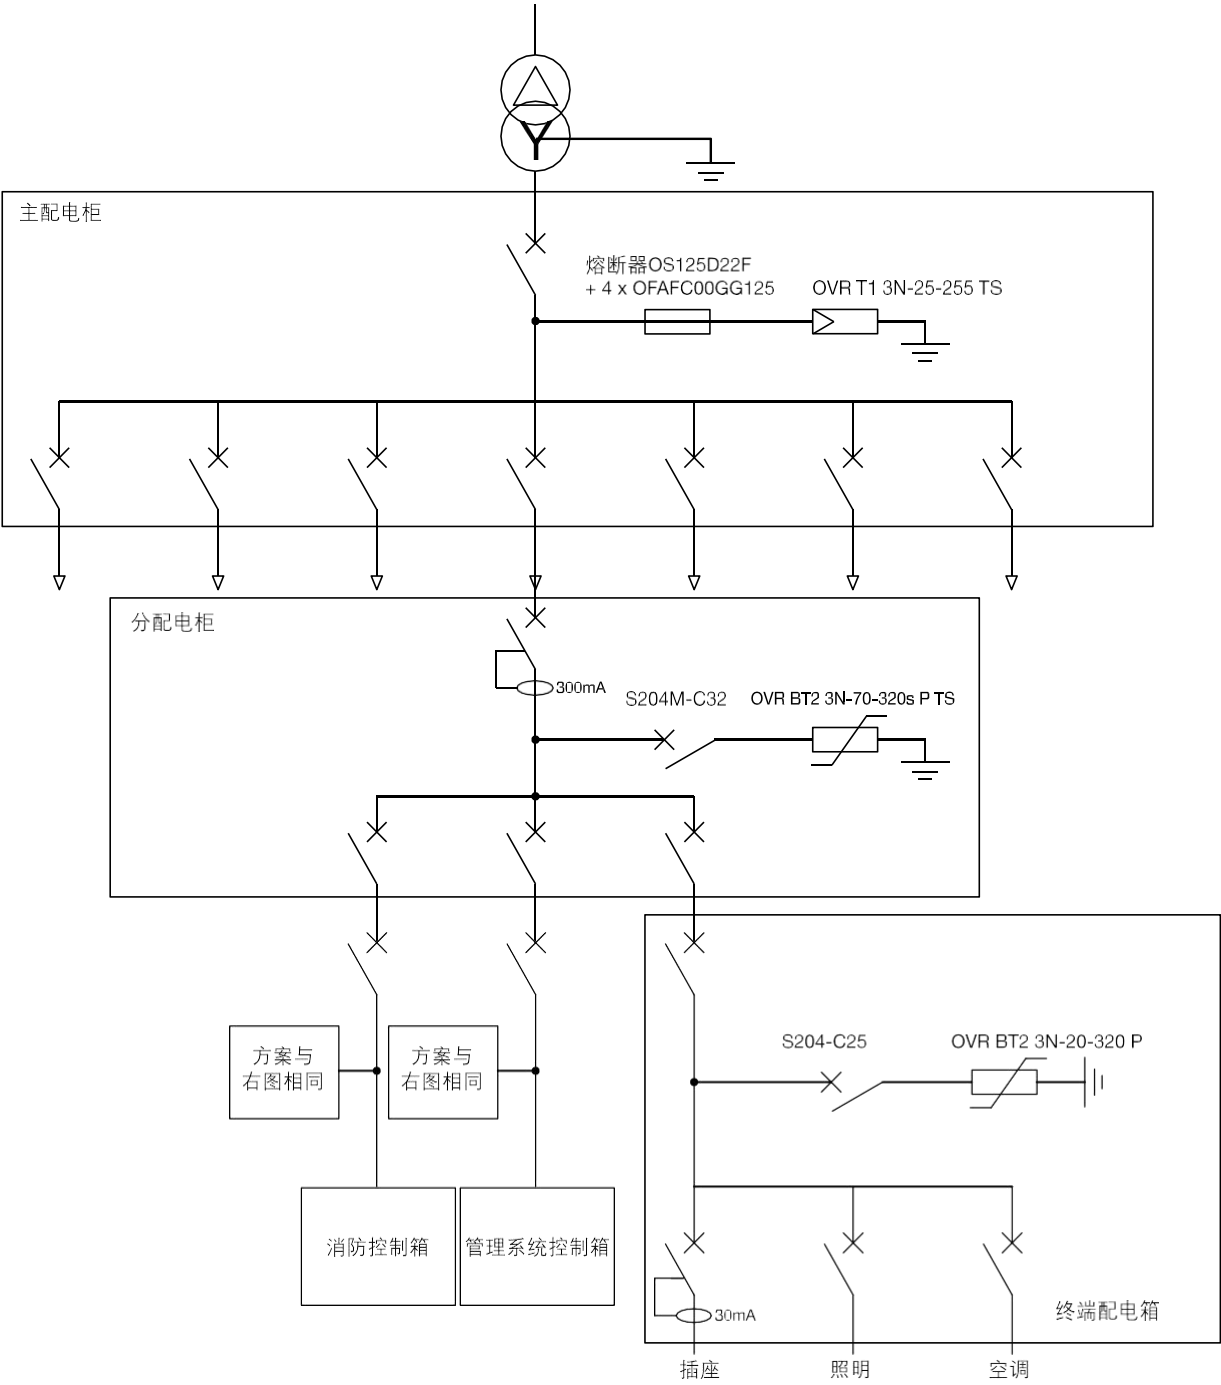 主配电柜
熔断器OS125D22F
+ 4 x OFAFC00GG125
OVR T1 3N-25-255 TS
分配电柜
300mA
S204M-C32
OVR BT2 3N-70-320s P TS
方案与
右图相同
方案与
右图相同
S204-C25
OVR BT2 3N-20-320 P
消防控制箱
管理系统控制箱
30mA
终端配电箱
插座
照明
空调